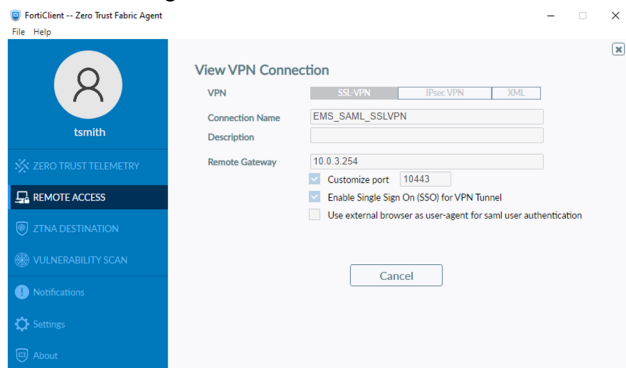 FortiClient -- Zero Trust Fabric Agent
File Help
tsmith
ZERO TRUST TELEMETRY
REMOTE ACCESS
ZTNA DESTINATION
VULNERABILITY SCAN
Notifications
Settings
About
View VPN Connection
VPN SSL-VPN IPsec VPN XML
Connection Name EMS_SAML_SSLVPN
Description
Remote Gateway 10.0.3.254
Customize port 10443
Enable Single Sign On (SSO) for VPN Tunnel
Use external browser as user-agent for saml user authentication
Cancel